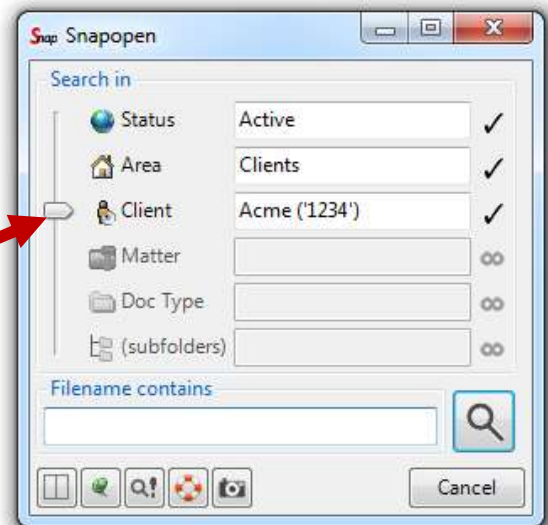 Snap Snapopen
Search in
Status Active ✓
Area Clients ✓
Client Acme ('1234') ✓
Matter ∞
Doc Type ∞
(subfolders) ∞
Filename contains
Cancel